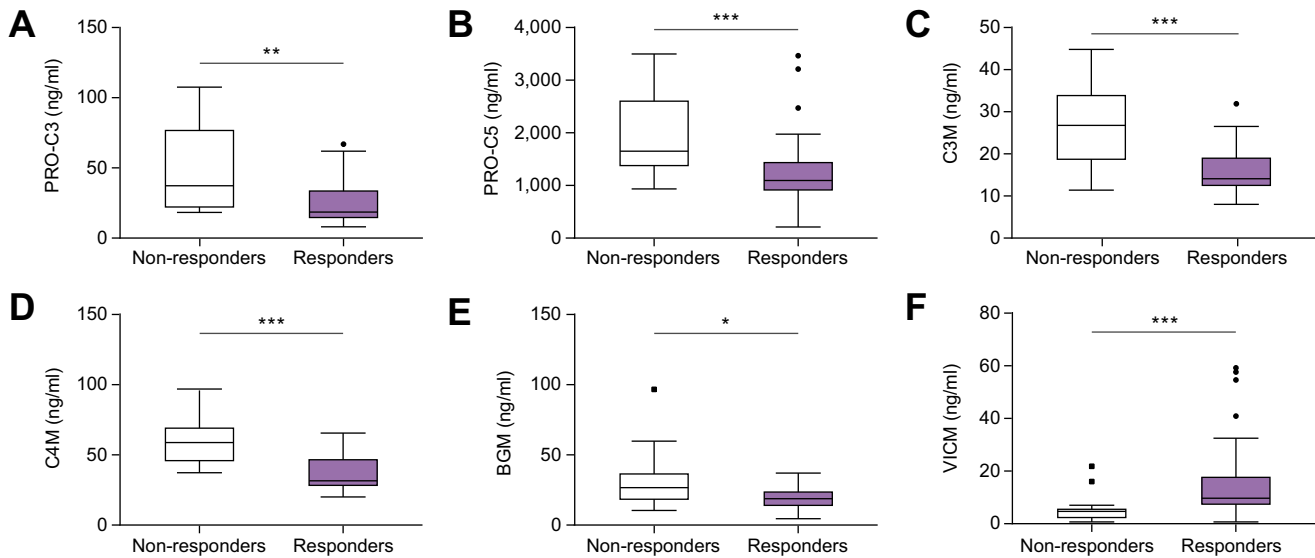 A
PRO-C3 (ng/ml)
150
100
50
0
**
Non-responders
Responders
B
PRO-C5 (ng/ml)
4,000
3,000
2,000
1,000
0
***
Non-responders
Responders
C
C3M (ng/ml)
50
40
30
20
10
0
***
Non-responders
Responders
D
C4M (ng/ml)
150
100
50
0
***
Non-responders
Responders
E
BGM (ng/ml)
150
100
50
0
*
Non-responders
Responders
F
VICM (ng/ml)
80
60
40
20
0
***
Non-responders
Responders